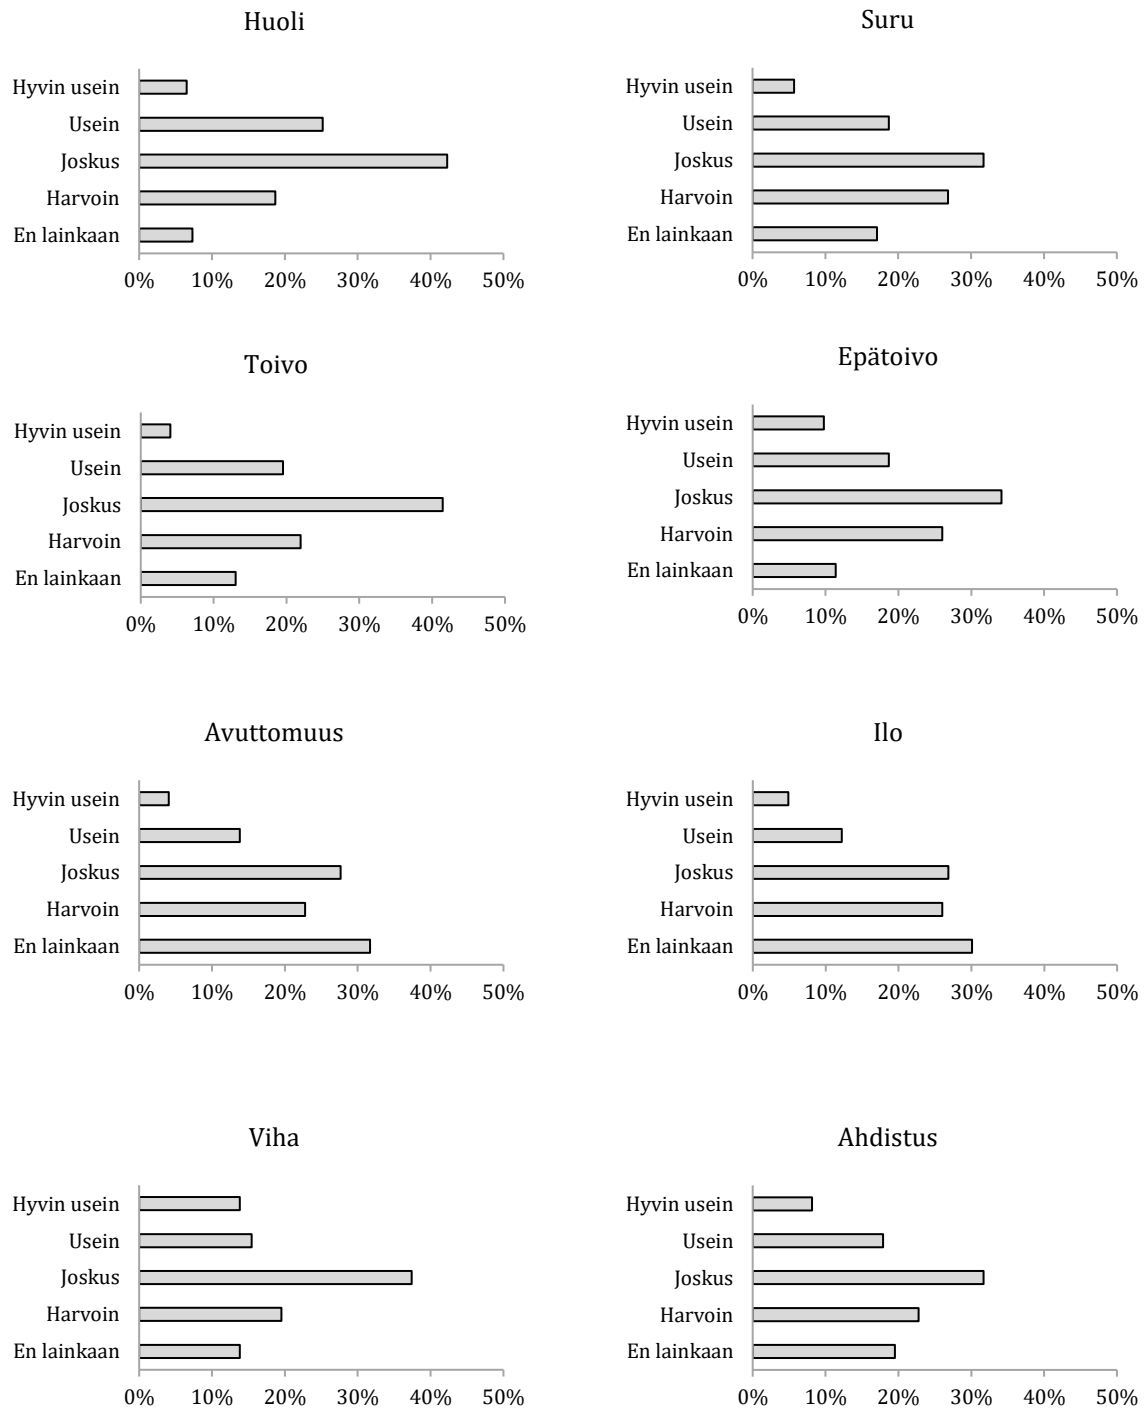 Huoli
Hyvin usein
Usein
Joskus
Harvoin
En lainkaan
0% 10% 20% 30% 40% 50%
Suru
Hyvin usein
Usein
Joskus
Harvoin
En lainkaan
0% 10% 20% 30% 40% 50%
Toivo
Hyvin usein
Usein
Joskus
Harvoin
En lainkaan
0% 10% 20% 30% 40% 50%
Epätoivo
Hyvin usein
Usein
Joskus
Harvoin
En lainkaan
0% 10% 20% 30% 40% 50%
Avuttomuus
Hyvin usein
Usein
Joskus
Harvoin
En lainkaan
0% 10% 20% 30% 40% 50%
Ilo
Hyvin usein
Usein
Joskus
Harvoin
En lainkaan
0% 10% 20% 30% 40% 50%
Viha
Hyvin usein
Usein
Joskus
Harvoin
En lainkaan
0% 10% 20% 30% 40% 50%
Ahdistus
Hyvin usein
Usein
Joskus
Harvoin
En lainkaan
0% 10% 20% 30% 40% 50%